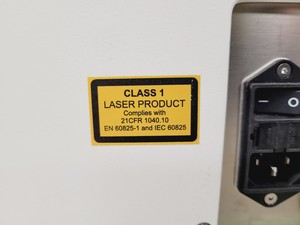 CLASS 1
LASER PRODUCT
Complies with
21CFR 1040.10
EN 60825-1 and IEC 60825